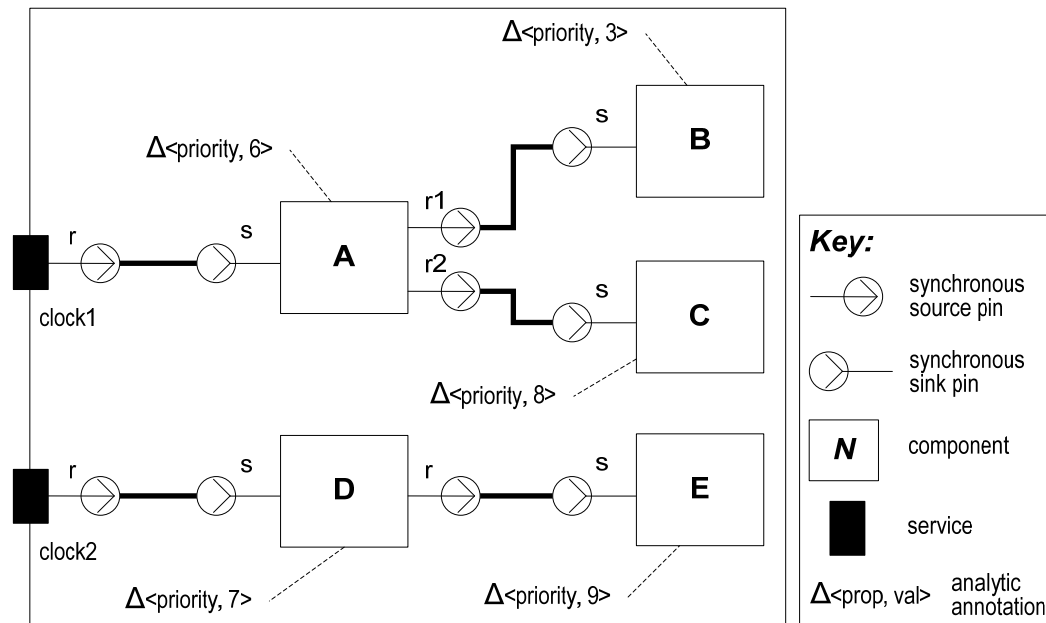 Δ<priority, 3>
s
B
Δ<priority, 6>
r1
r
s
A
r2
s
C
clock1
Δ<priority, 8>
r
s
D
r
s
E
clock2
Δ<priority, 7>
Δ<priority, 9>
Key:
synchronous
source pin
synchronous
sink pin
N
component
service
Δ<prop, val>
analytic
annotation